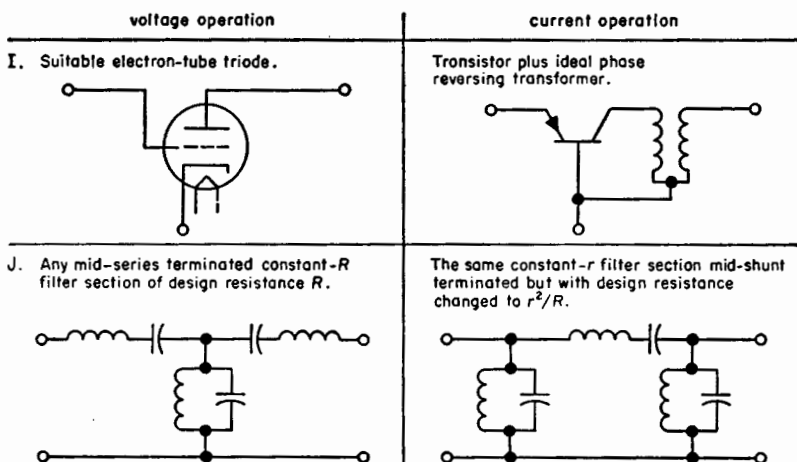 voltage operation
current operation
I. Suitable electron-tube triode.
Transistor plus ideal phase
reversing transformer.
J. Any mid-series terminated constant-R
filter section of design resistance R.
The same constant-r filter section mid-shunt
terminated but with design resistance
changed to r²/R.